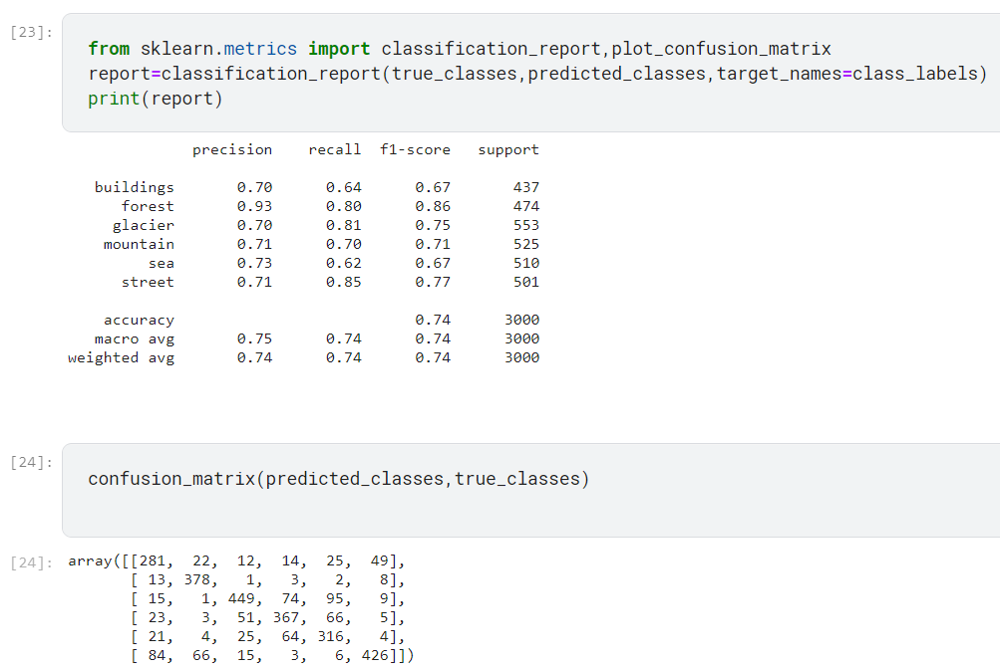 [23]:
from sklearn.metrics import classification_report,plot_confusion_matrix
report=classification_report(true_classes,predicted_classes,target_names=class_labels)
print(report)
precision recall f1-score support
buildings 0.70 0.64 0.67 437
forest 0.93 0.80 0.86 474
glacier 0.70 0.81 0.75 553
mountain 0.71 0.70 0.71 525
sea 0.73 0.62 0.67 510
street 0.71 0.85 0.77 501
accuracy 0.74 3000
macro avg 0.75 0.74 0.74 3000
weighted avg 0.74 0.74 0.74 3000
[24]:
confusion_matrix(predicted_classes,true_classes)
[24]:
array([[281, 22, 12, 14, 25, 49],
[ 13, 378, 1, 3, 2, 8],
[ 15, 1, 449, 74, 95, 9],
[ 23, 3, 51, 367, 66, 5],
[ 21, 4, 25, 64, 316, 4],
[ 84, 66, 15, 3, 6, 426]])